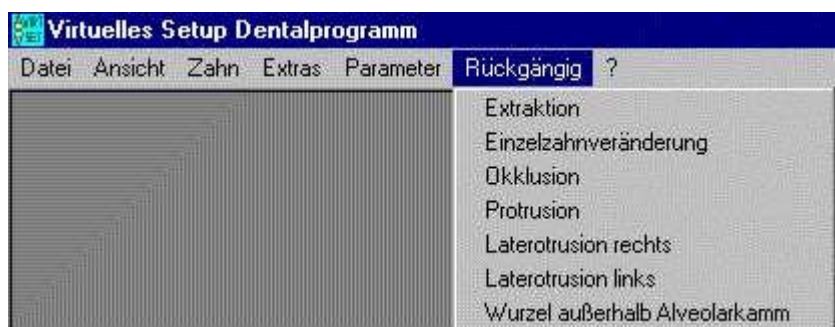 Virtuelles Setup Dentalprogramm
Datei Ansicht Zahn Extras Parameter Rückgängig ?
Extraktion
Einzelzahnveränderung
Okklusion
Protrusion
Laterotrusion rechts
Laterotrusion links
Wurzel außerhalb Alveolarkamm